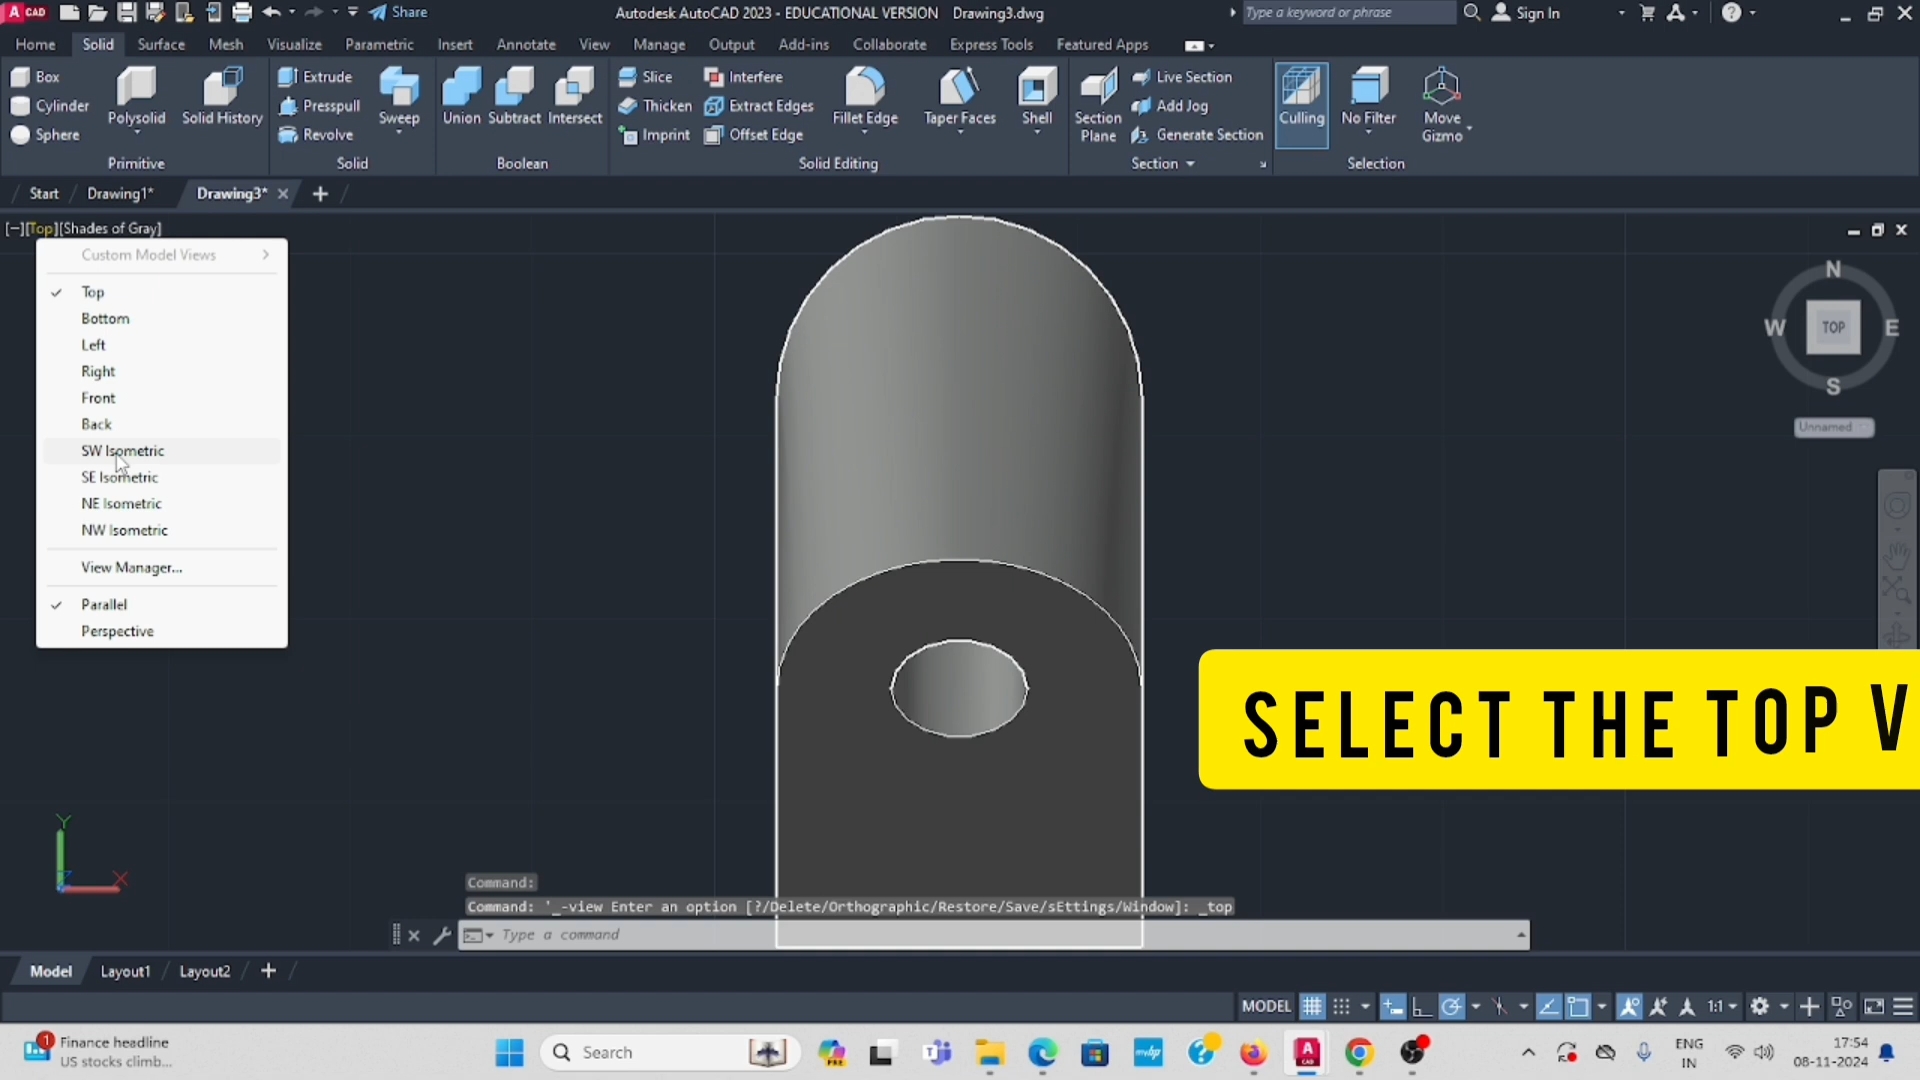 CAD
Share
Autodesk AutoCAD 2023 - EDUCATIONAL VERSION Drawing3.dwg
Type a keyword or phrase
Sign In
Home Solid Surface Mesh Visualize Parametric Insert Annotate View Manage Output Add-ins Collaborate Express Tools Featured Apps
Box
Cylinder
Sphere
Polysolid
Solid History
Primitive
Extrude
Presspull
Revolve
Sweep
Solid
Union Subtract Intersect
Boolean
Slice
Thicken
Imprint
Interfere
Extract Edges
Offset Edge
Fillet Edge
Taper Faces
Shell
Solid Editing
Section Plane
Live Section
Add Jog
Generate Section
Section
Culling
No Filter
Move Gizmo
Selection
Start Drawing1* Drawing3*
[−][Top][Shades of Gray]
Custom Model Views
Top
Bottom
Left
Right
Front
Back
SW Isometric
SE Isometric
NE Isometric
NW Isometric
View Manager...
Parallel
Perspective
N
W TOP E
S
Unnamed
SELECT THE TOP V
Y
X
Command:
Command: '_-view Enter an option [?/Delete/Orthographic/Restore/Save/sEttings/Window]: _top
Type a command
Model Layout1 Layout2
MODEL
1:1
1 Finance headline
US stocks climb...
Search
ENG
IN
17:54
08-11-2024